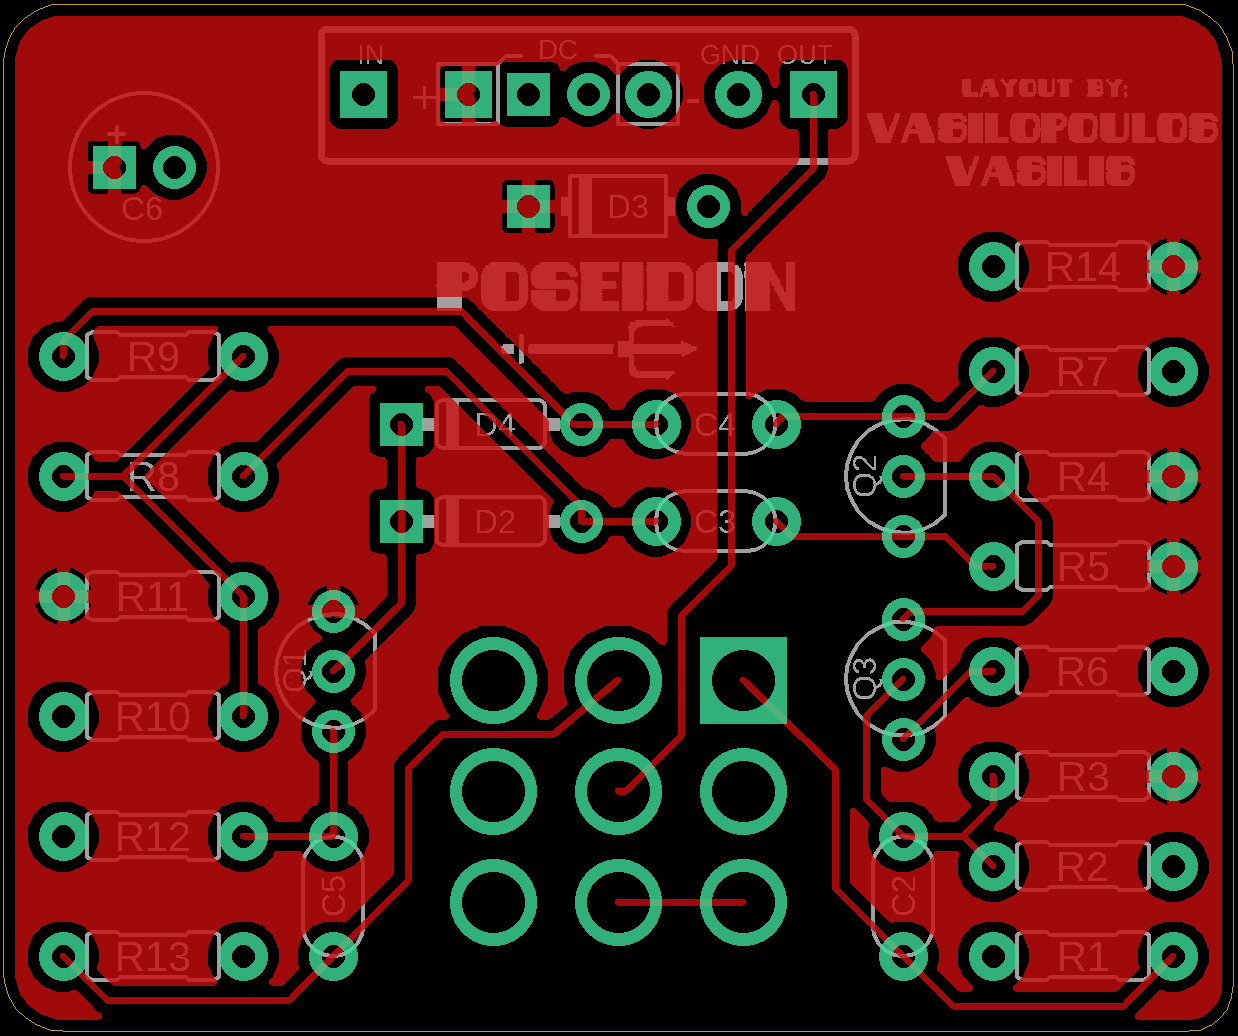 IN
DC
GND
OUT
+
-
LAYOUT BY:
VASILOPOULOS
VASILIS
+
C6
D3
POSEIDON
R14
R9
R7
D4
C4
R8
Q2
R4
D2
C3
R5
R11
Q1
Q3
R6
R10
R3
R12
R2
C5
C2
R13
R1